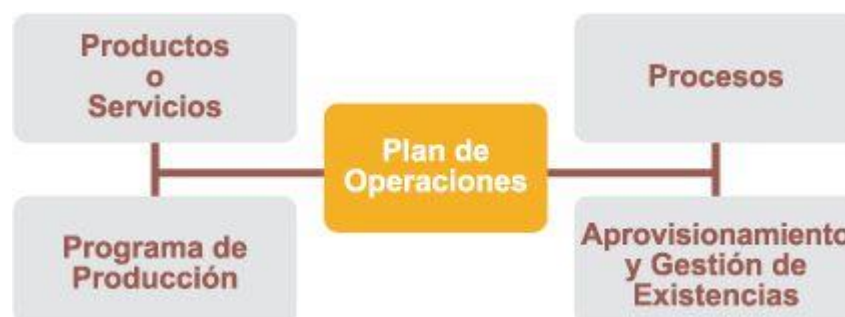 Productos
o
Servicios
Procesos
Plan de
Operaciones
Programa de
Producción
Aprovisionamiento
y Gestión de
Existencias